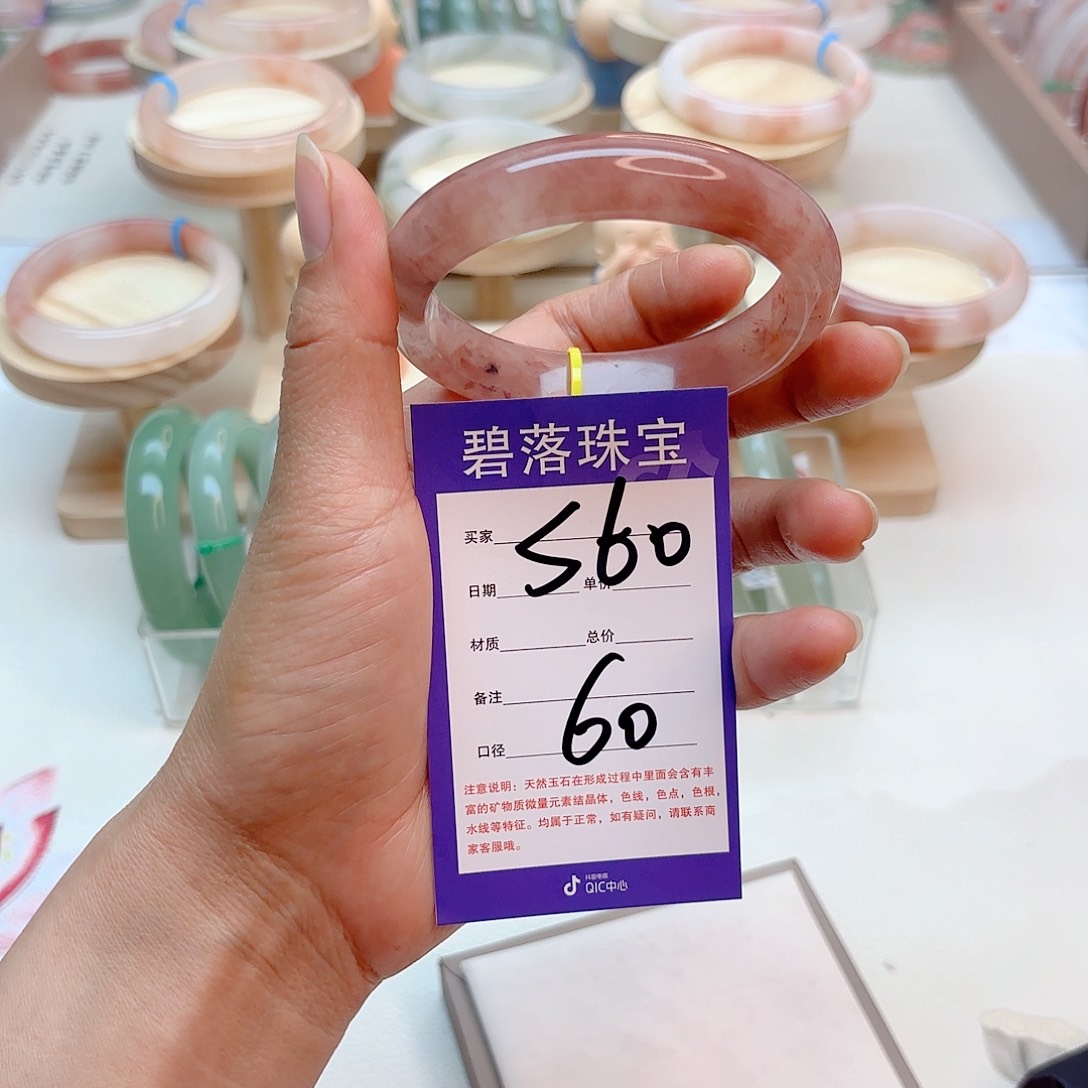 碧落珠宝
买家
S60
日期 单价
材质 总价
备注
60
口径
注意说明：天然玉石在形成过程中里面会含有丰
富的矿物质微量元素结晶体，色线，色点，色根，
水线等特征。均属于正常，如有疑问，请联系商
家客服哦。
抖音电商
QIC中心